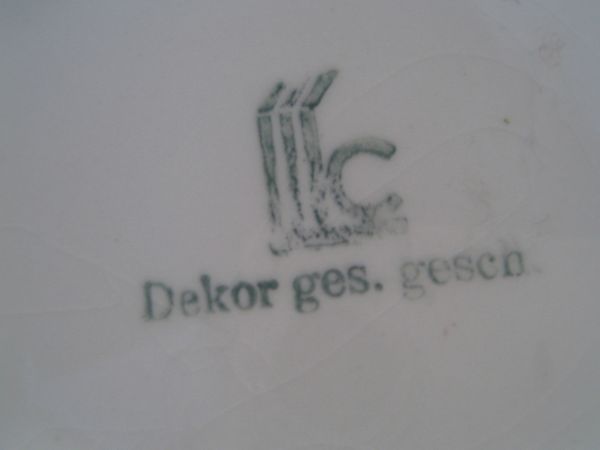 Dekor ges. gesch.